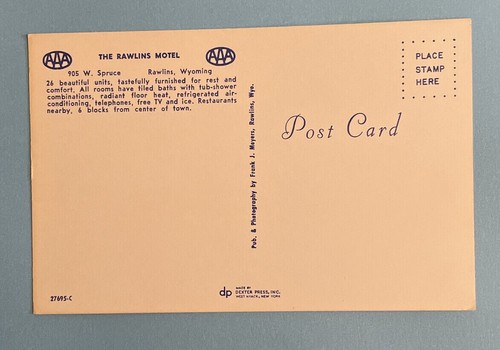 AAA THE RAWLINS MOTEL AAA
905 W. Spruce Rawlins, Wyoming
26 beautiful units, tastefully furnished for rest and
comfort. All rooms have tiled baths with tub-shower
combinations, radiant floor heat, refrigerated air-
conditioning, telephones, free TV and ice. Restaurants
nearby, 6 blocks from center of town.
PLACE
STAMP
HERE
Post Card
Pub. & Photography by Frank J. Meyers, Rawlins, Wyo.
27695-C
dp
MADE BY
DEXTER PRESS, INC.
WEST NYACK, NEW YORK